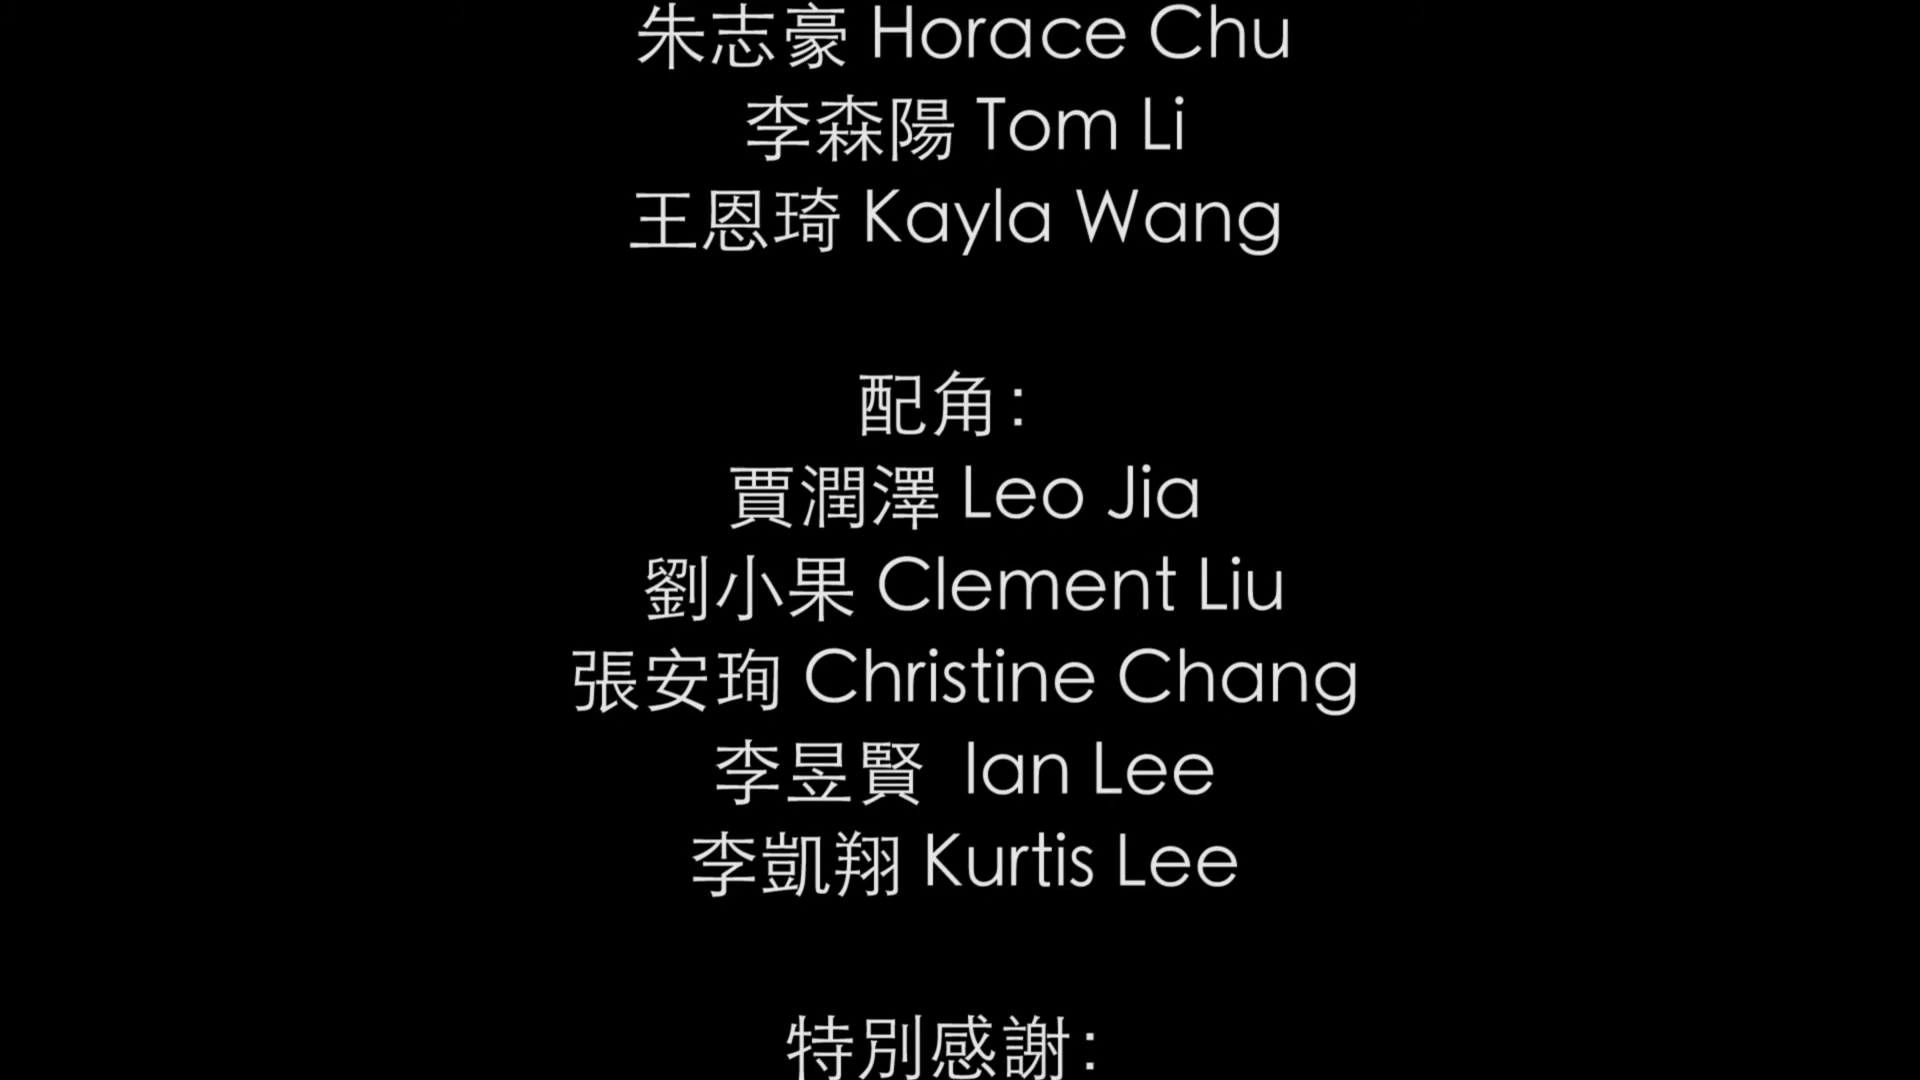 朱志豪 Horace Chu
李森陽 Tom Li
王恩琦 Kayla Wang
配角：
賈潤澤 Leo Jia
劉小果 Clement Liu
張安珣 Christine Chang
李昱賢 Ian Lee
李凱翔 Kurtis Lee
特別感謝：